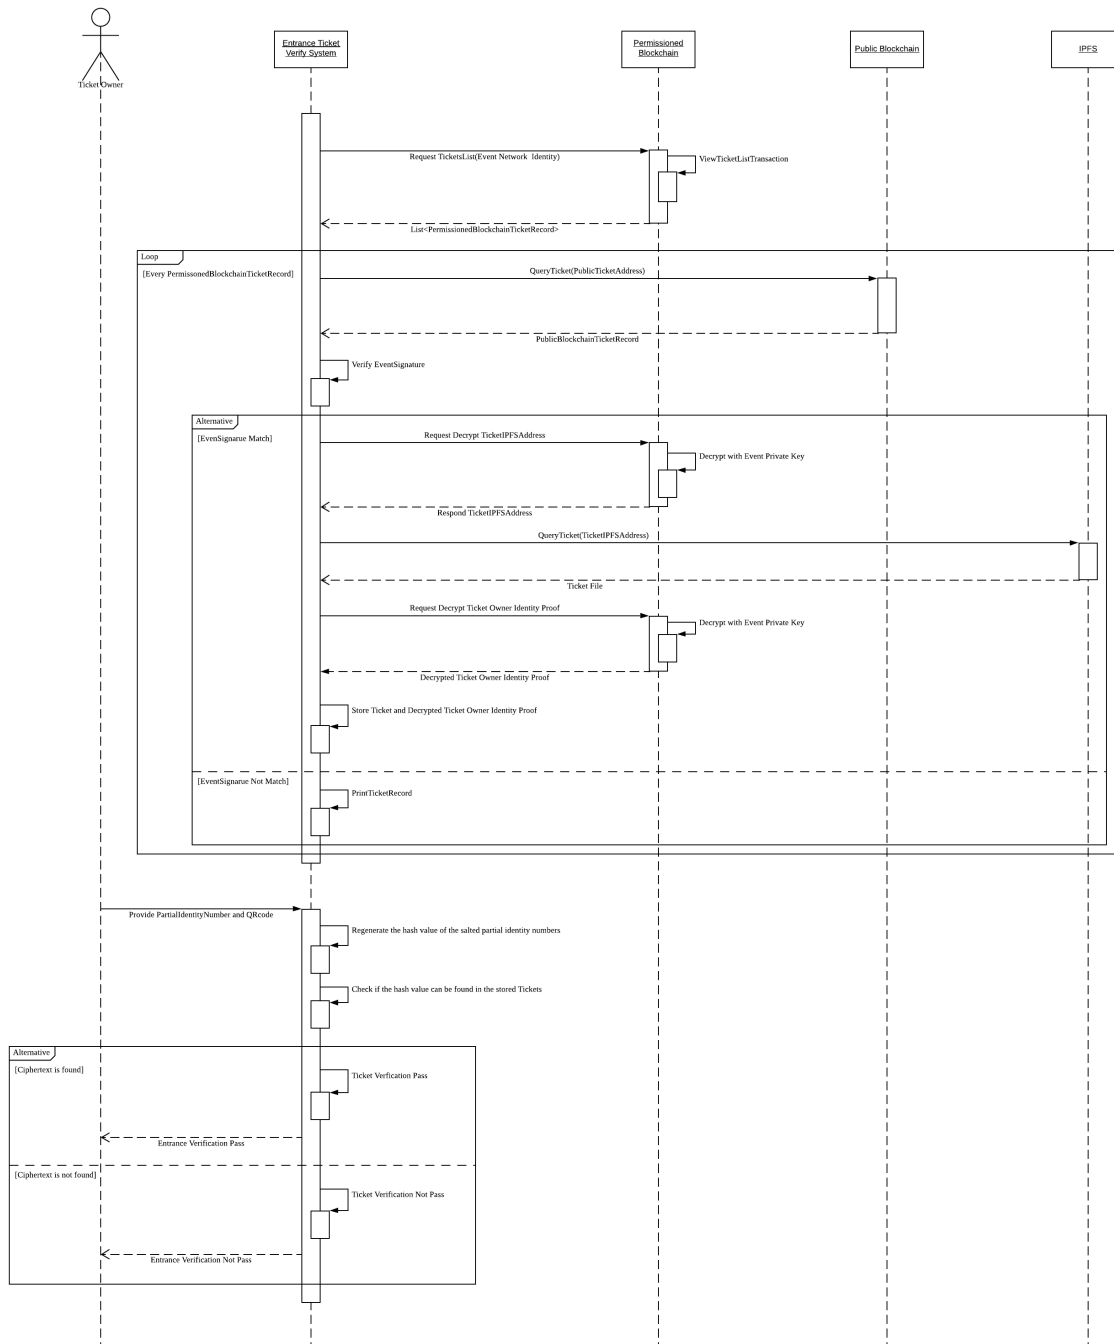 Ticket Owner
Entrance Ticket
Verify System
Permissioned
Blockchain
Public Blockchain
IPFS
Request TicketsList(Event Network  Identity)
ViewTicketListTransaction
List<PermissionedBlockchainTicketRecord>
Loop
[Every PermissonedBlockchainTicketRecord]
QueryTicket(PublicTicketAddress)
PublicBlockchainTicketRecord
Verify EventSignature
Alternative
[EvenSignarue Match]
Request Decrypt TicketIPFSAddress
Decrypt with Event Private Key
Respond TicketIPFSAddress
QueryTicket(TicketIPFSAddress)
Ticket File
Request Decrypt Ticket Owner Identity Proof
Decrypt with Event Private Key
Decrypted Ticket Owner Identity Proof
Store Ticket and Decrypted Ticket Owner Identity Proof
[EventSignarue Not Match]
PrintTicketRecord
Provide PartialIdentityNumber and QRcode
Regenerate the hash value of the salted partial identity numbers
Check if the hash value can be found in the stored Tickets
Alternative
[Ciphertext is found]
Ticket Verfication Pass
Entrance Verification Pass
[Ciphertext is not found]
Ticket Verification Not Pass
Entrance Verification Not Pass